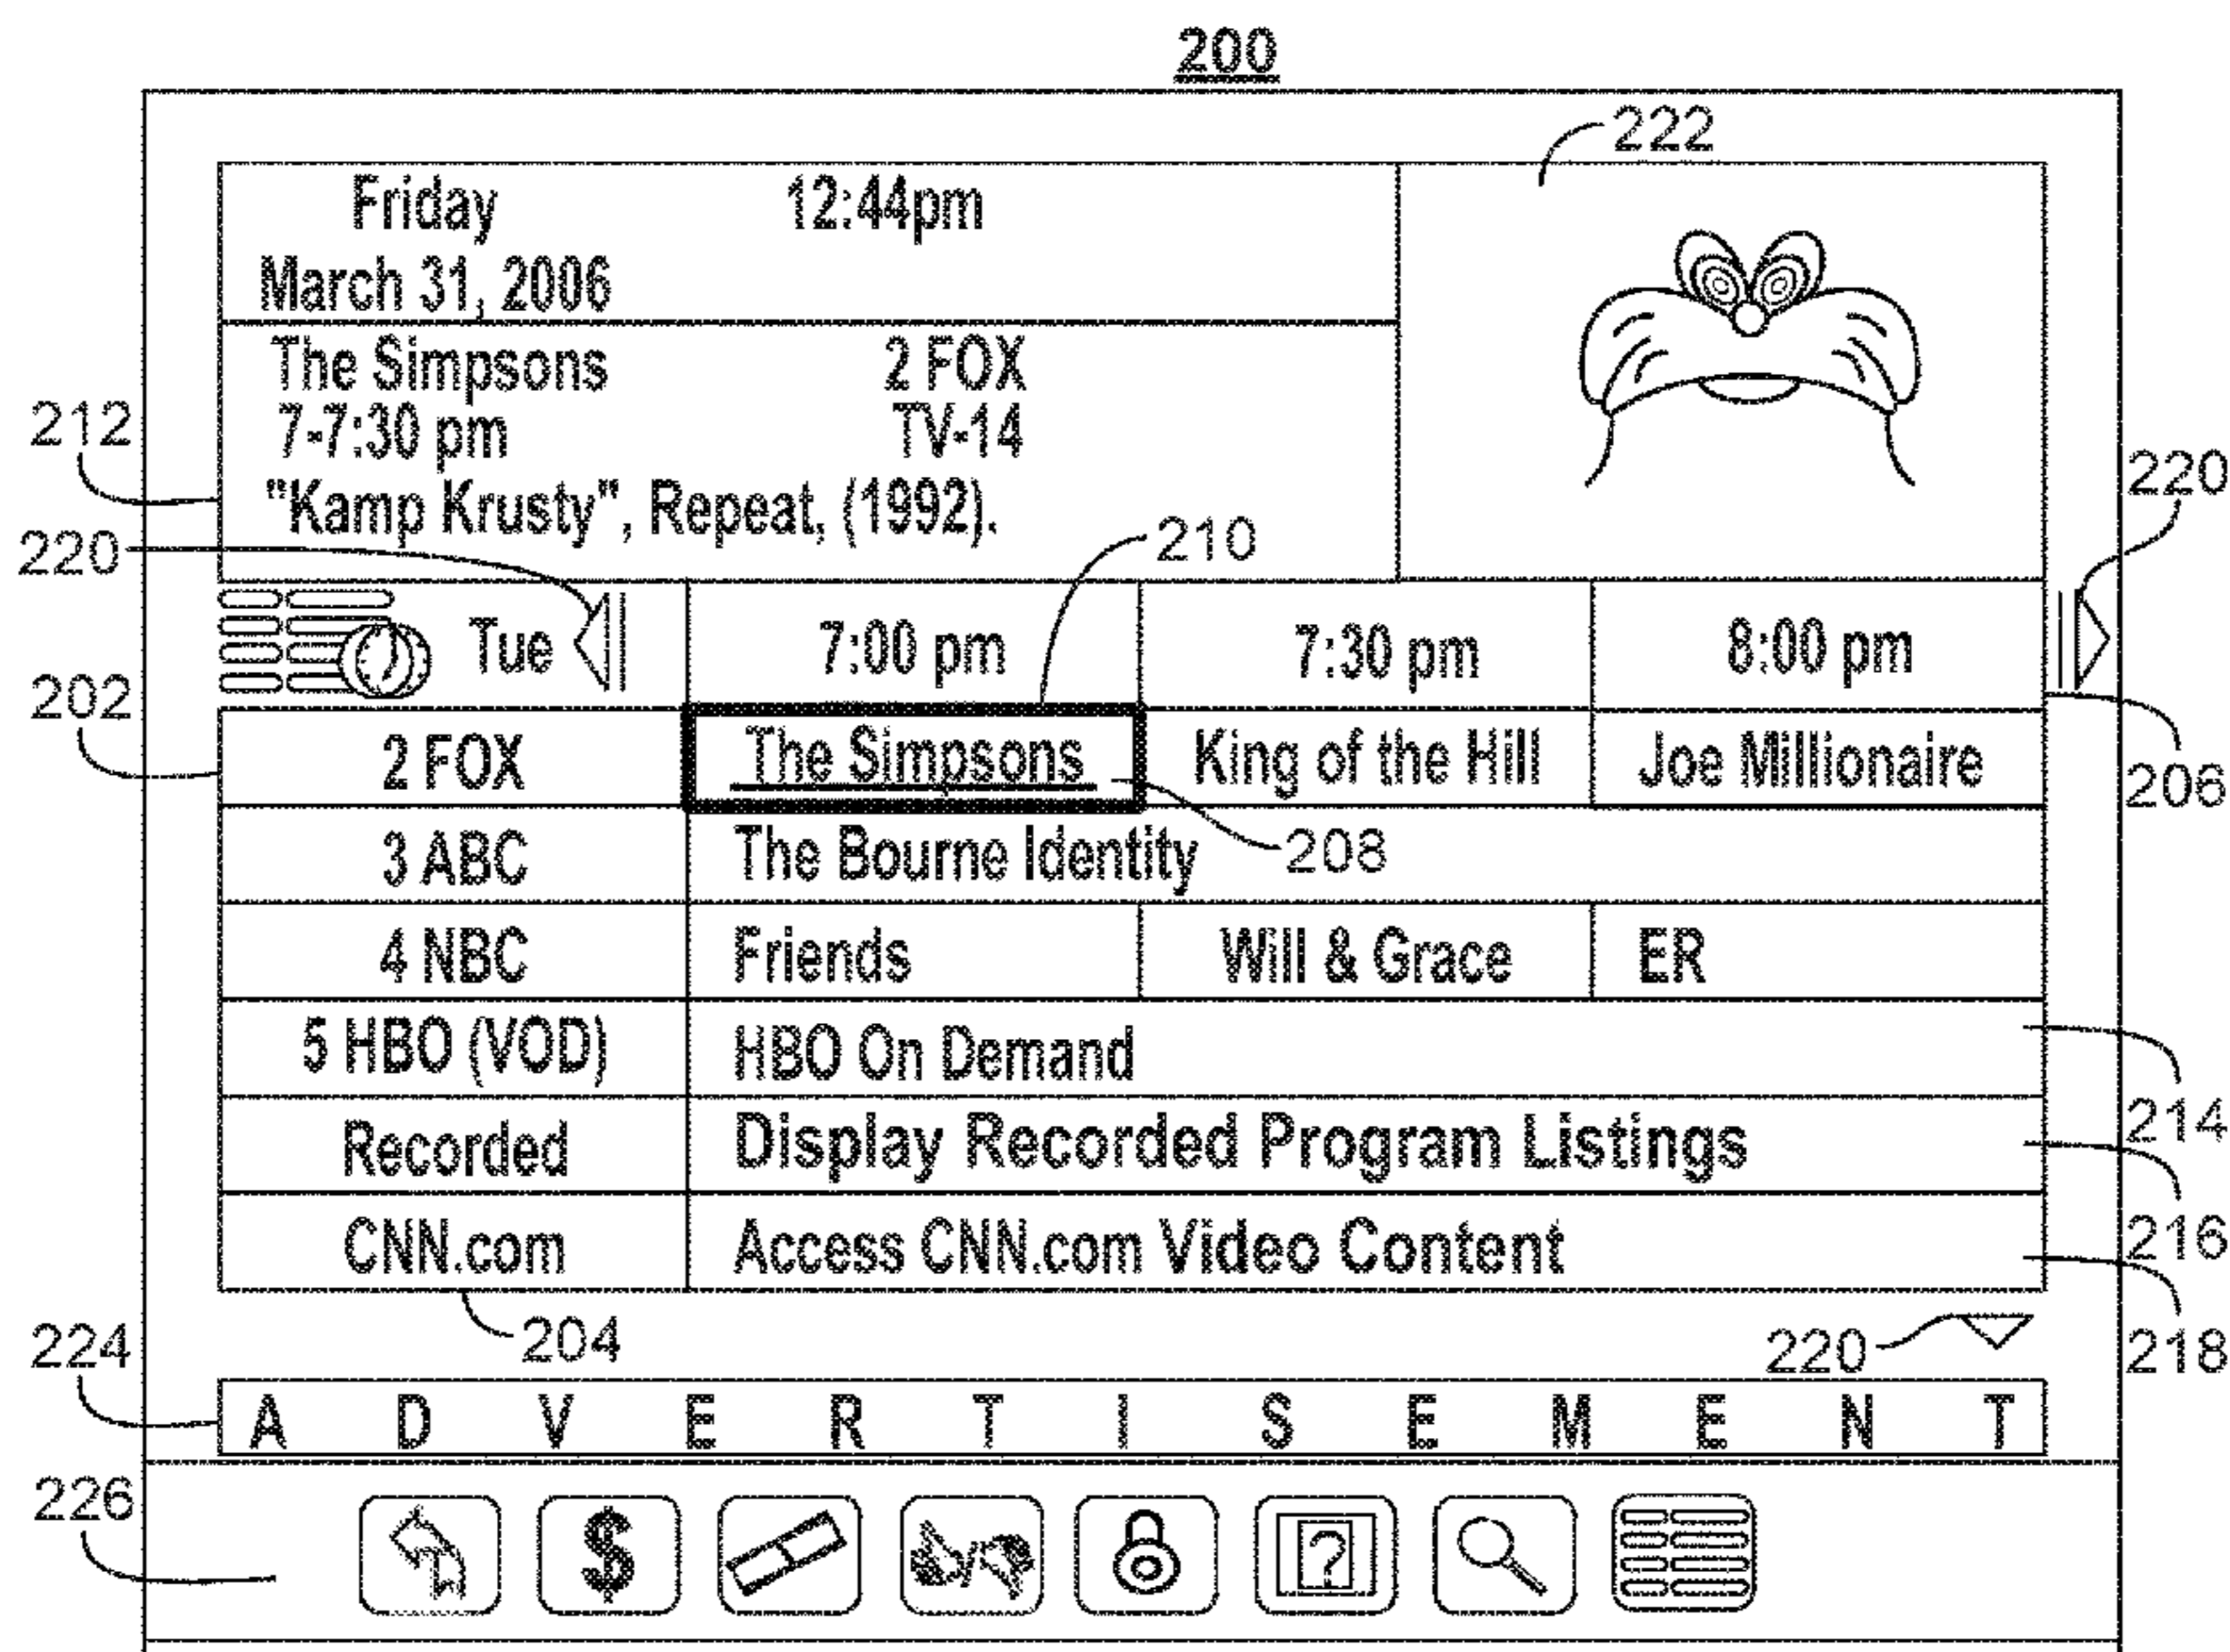 200
222
Friday 12:44pm
March 31, 2006
The Simpsons 2 FOX
212
7-7:30 pm TV-14
220
"Kamp Krusty", Repeat, (1992).
220
210
Tue 7:00 pm 7:30 pm 8:00 pm
202
2 FOX The Simpsons King of the Hill Joe Millionaire
206
3 ABC The Bourne Identity 208
4 NBC Friends Will & Grace ER
5 HBO (VOD) HBO On Demand
214
Recorded Display Recorded Program Listings
216
CNN.com Access CNN.com Video Content
224 204 220 218
A D V E R T I S E M E N T
226
$ ?